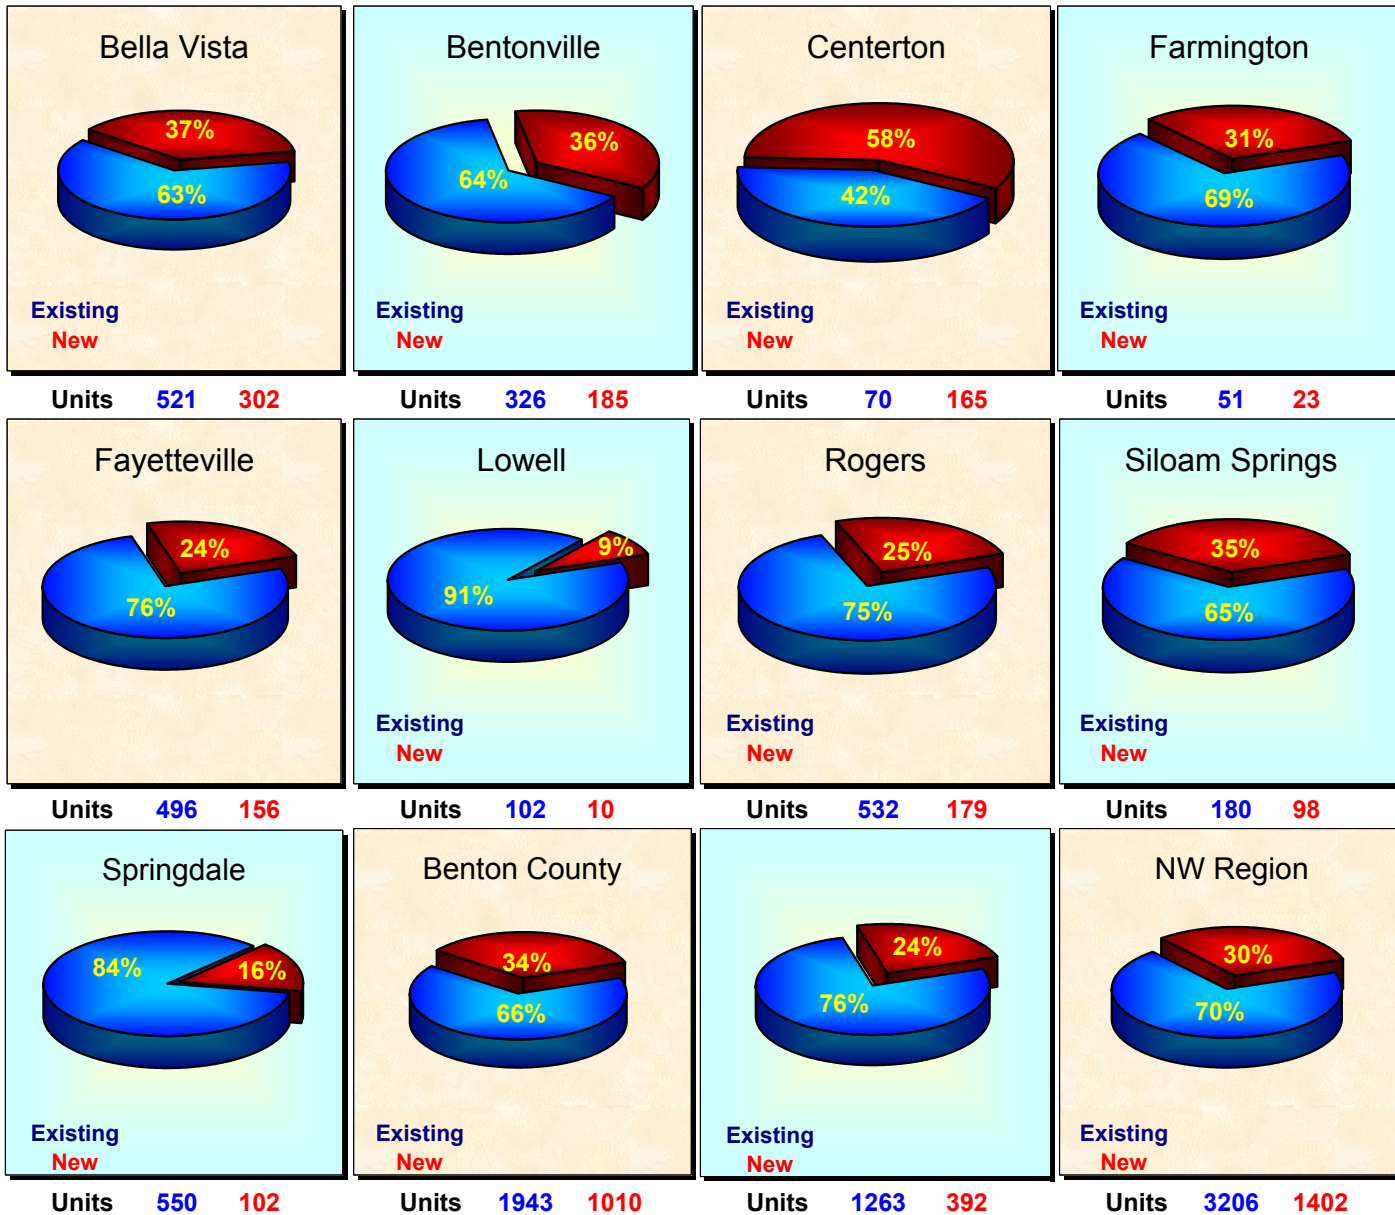 Bella Vista
37%
63%
Existing
New
Units 521 302
Bentonville
36%
64%
Existing
New
Units 326 185
Centerton
58%
42%
Existing
New
Units 70 165
Farmington
31%
69%
Existing
New
Units 51 23
Fayetteville
24%
76%
Units 496 156
Lowell
9%
91%
Existing
New
Units 102 10
Rogers
25%
75%
Existing
New
Units 532 179
Siloam Springs
35%
65%
Existing
New
Units 180 98
Springdale
84%
16%
Existing
New
Units 550 102
Benton County
34%
66%
Existing
New
Units 1943 1010
24%
76%
Existing
New
Units 1263 392
NW Region
30%
70%
Existing
New
Units 3206 1402